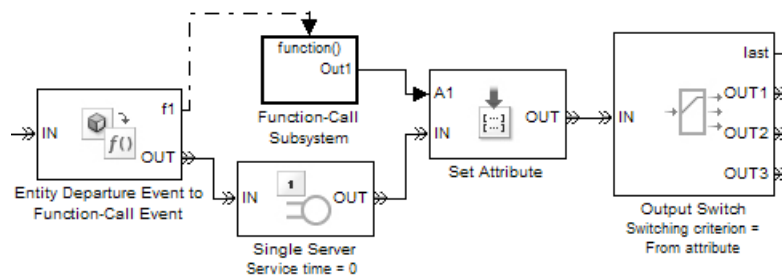 function()
Out1
Function-Call
Subsystem
f1
IN
f()
OUT
Entity Departure Event to
Function-Call Event
1
IN
OUT
Single Server
Service time = 0
A1
IN
[...]
OUT
Set Attribute
last
IN
OUT1
OUT2
OUT3
Output Switch
Switching criterion =
From attribute